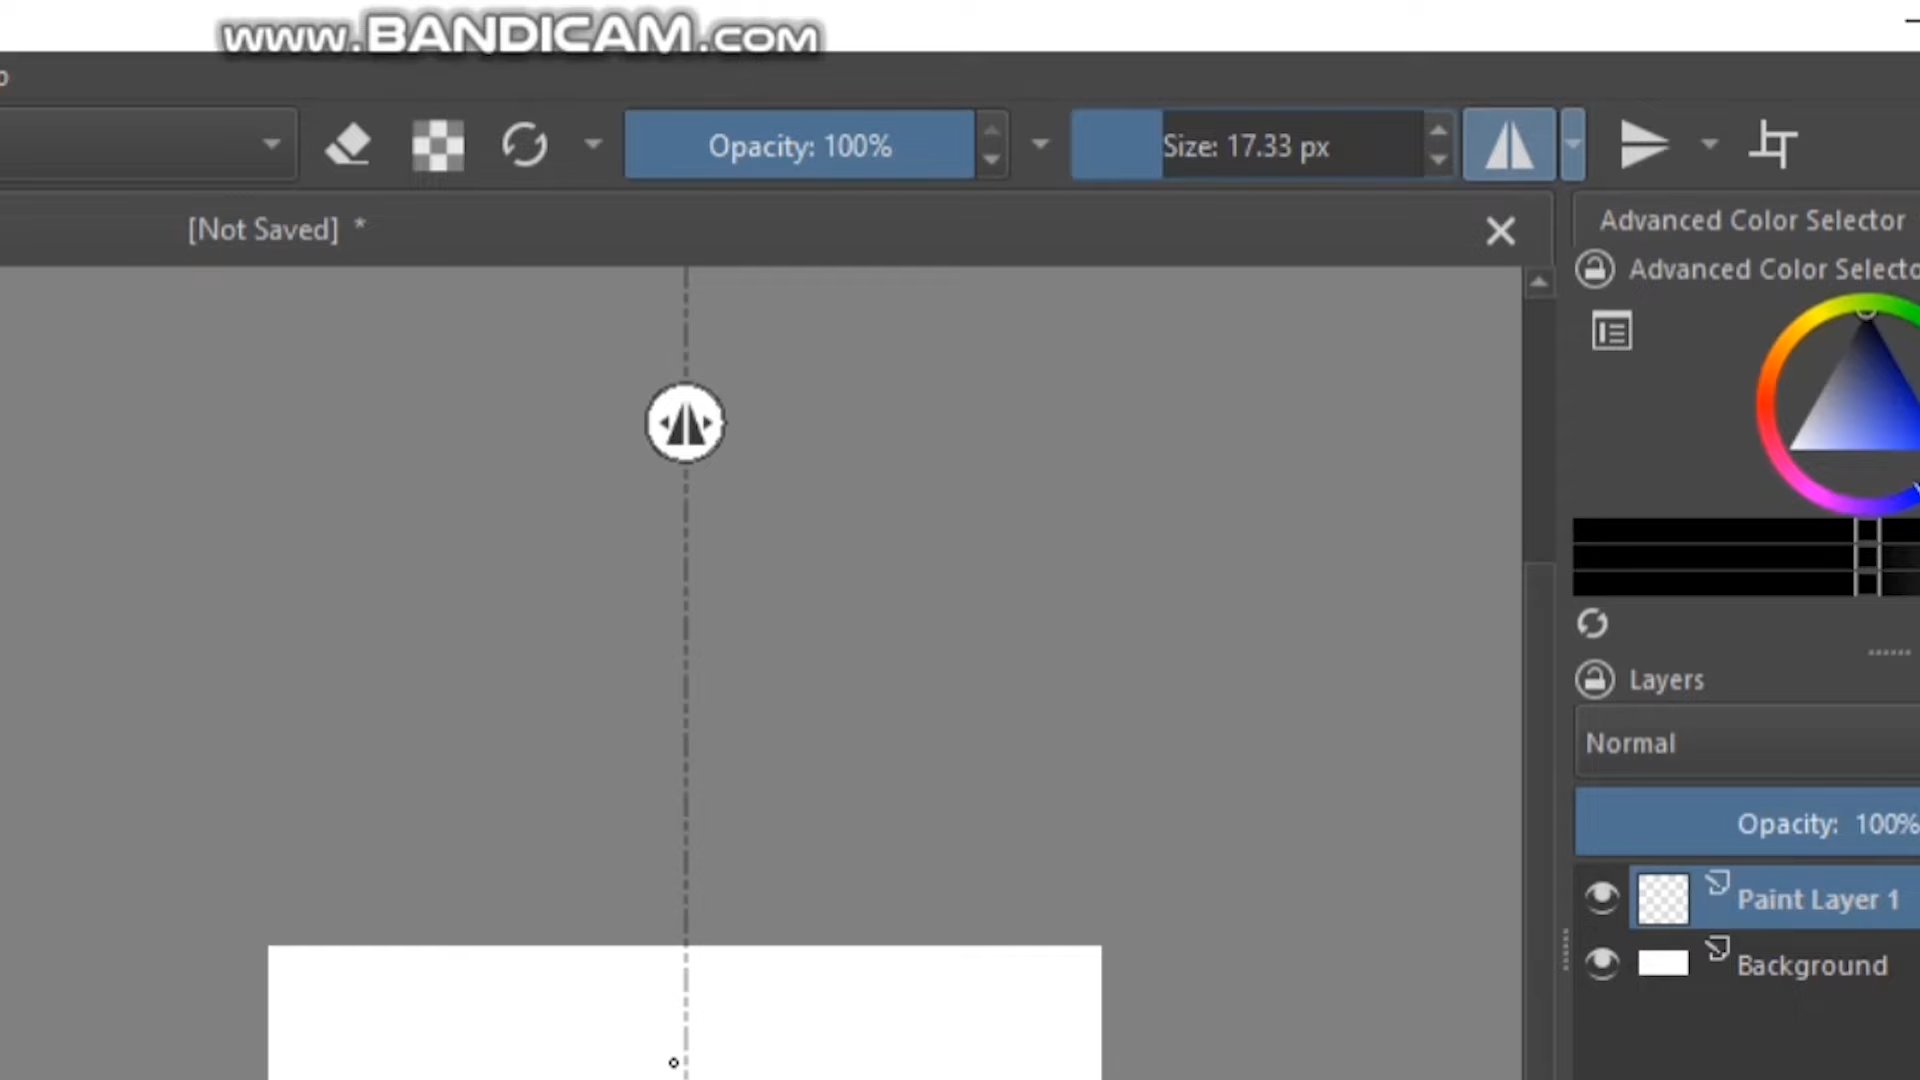 www.BANDICAM.com
Opacity: 100%
Size: 17.33 px
[Not Saved] *
Advanced Color Selector
Advanced Color Selecto
Layers
Normal
Opacity: 100%
Paint Layer 1
Background